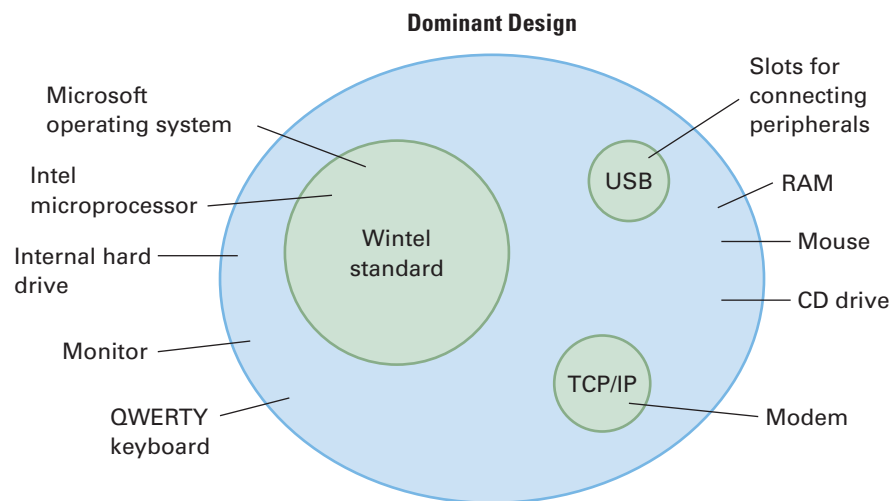 Dominant Design
Microsoft
operating system
Intel
microprocessor
Internal hard
drive
Monitor
QWERTY
keyboard
Wintel
standard
USB
TCP/IP
Slots for
connecting
peripherals
RAM
Mouse
CD drive
Modem